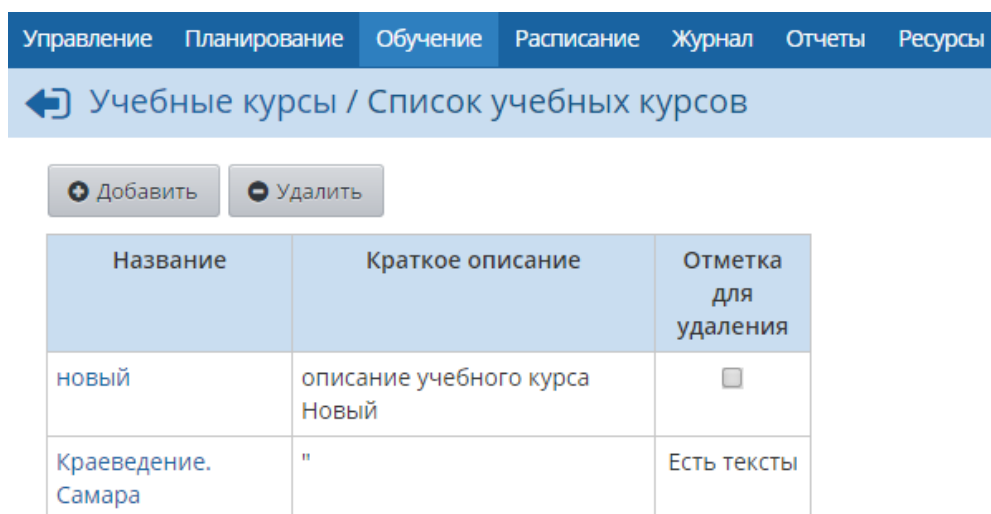 Управление Планирование Обучение Расписание Журнал Отчеты Ресурсы
Учебные курсы / Список учебных курсов
Добавить Удалить
Название Краткое описание Отметка
для
удаления
новый описание учебного курса
Новый
Краеведение. " Есть тексты
Самара